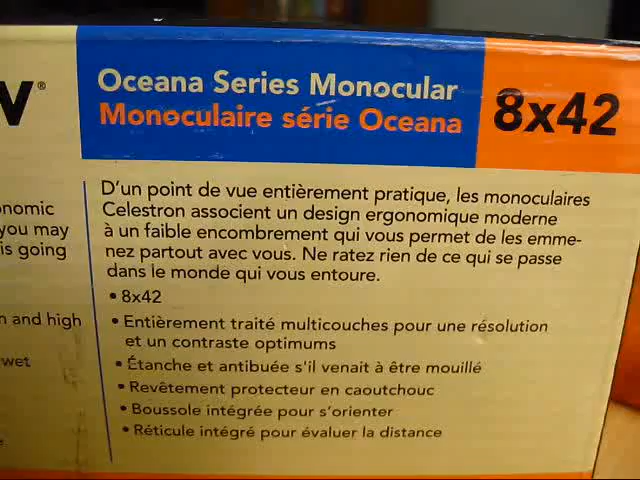 V®
Oceana Series Monocular
Monoculaire série Oceana
8x42
onomic
you may
is going
n and high
wet
D'un point de vue entièrement pratique, les monoculaires
Celestron associent un design ergonomique moderne
à un faible encombrement qui vous permet de les emme-
nez partout avec vous. Ne ratez rien de ce qui se passe
dans le monde qui vous entoure.
• 8x42
• Entièrement traité multicouches pour une résolution
et un contraste optimums
• Étanche et antibuée s'il venait à être mouillé
• Revêtement protecteur en caoutchouc
• Boussole intégrée pour s'orienter
• Réticule intégré pour évaluer la distance